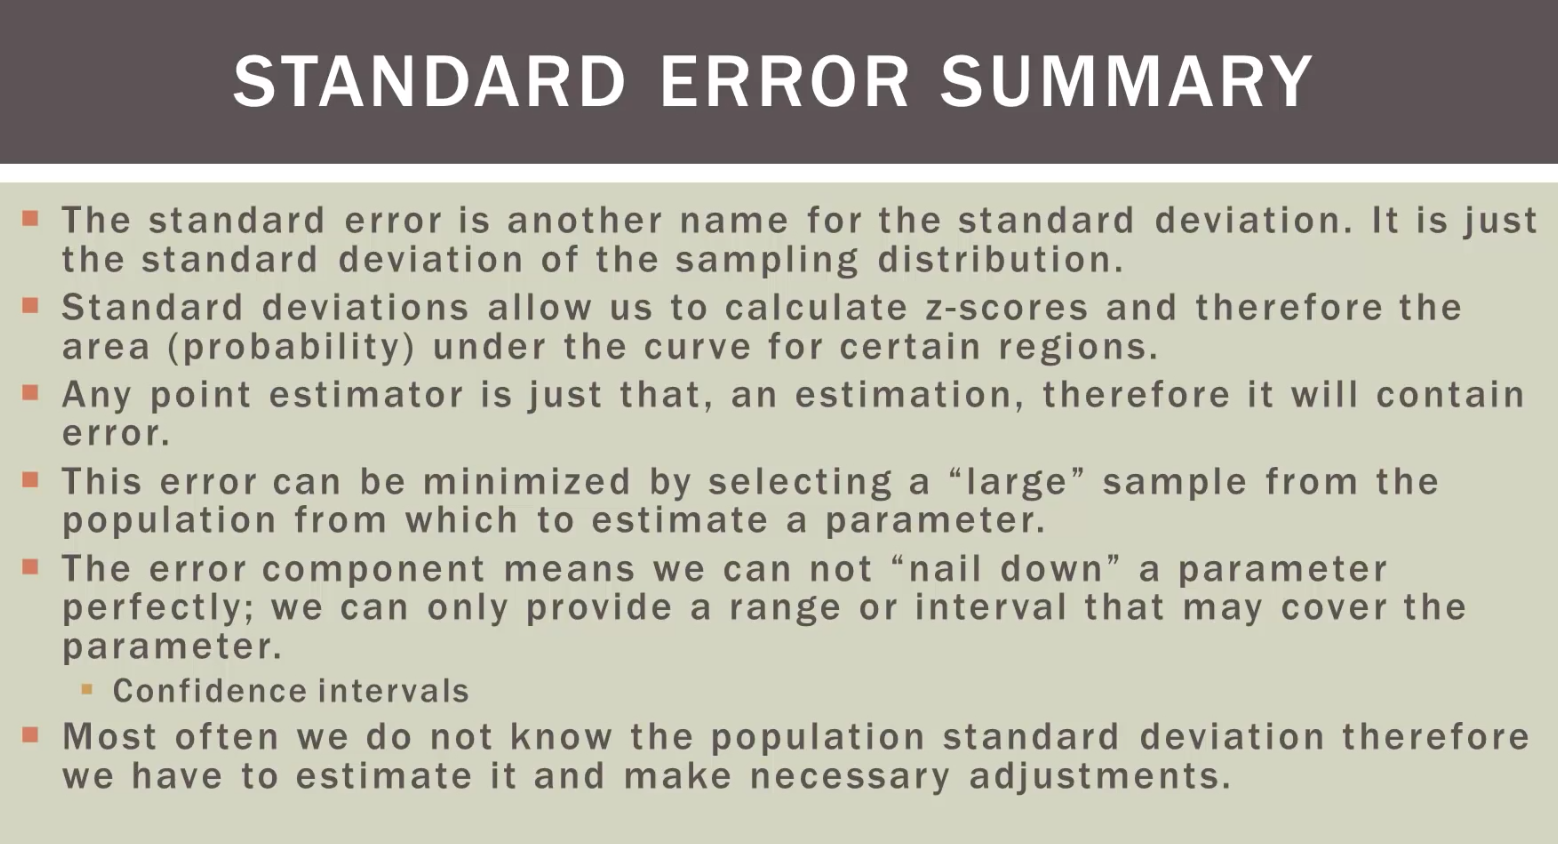 STANDARD ERROR SUMMARY
The standard error is another name for the standard deviation. It is just
the standard deviation of the sampling distribution.
Standard deviations allow us to calculate z-scores and therefore the
area (probability) under the curve for certain regions.
Any point estimator is just that, an estimation, therefore it will contain
error.
This error can be minimized by selecting a “large” sample from the
population from which to estimate a parameter.
The error component means we can not “nail down” a parameter
perfectly; we can only provide a range or interval that may cover the
parameter.
Confidence intervals
Most often we do not know the population standard deviation therefore
we have to estimate it and make necessary adjustments.